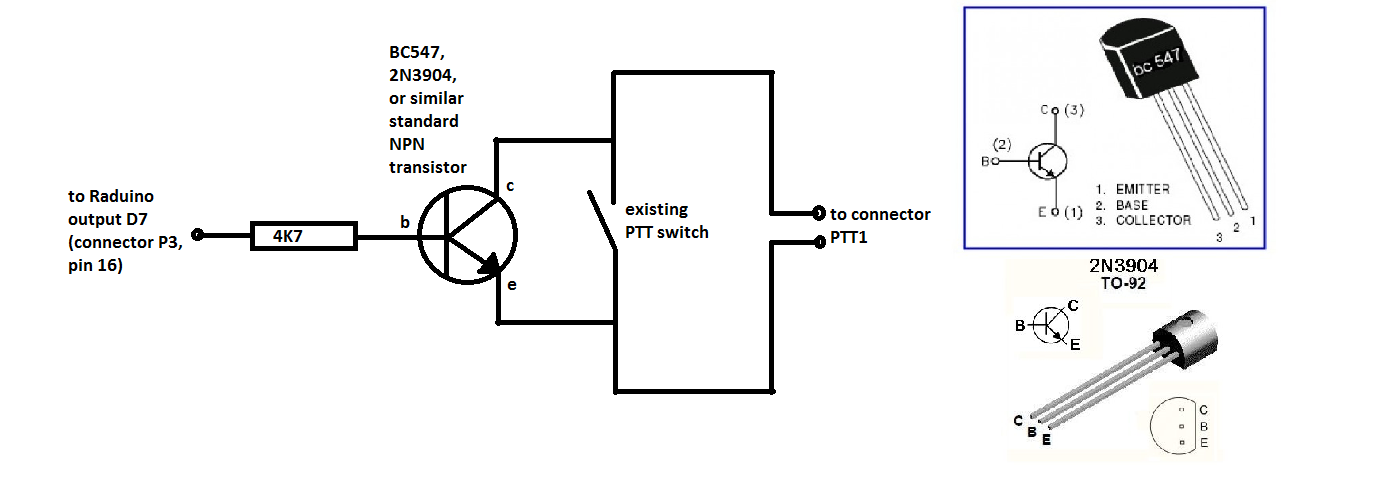 BC547,
2N3904,
or similar
standard
NPN
transistor
to Raduino
output D7
(connector P3,
pin 16)
4K7
b
c
e
existing
PTT switch
to connector
PTT1
bc 547
C (3)
(2)
B
E (1)
1. EMITTER
2. BASE
3. COLLECTOR
1
2
3
2N3904
TO-92
C
B
E
C
B
E
C
B
E